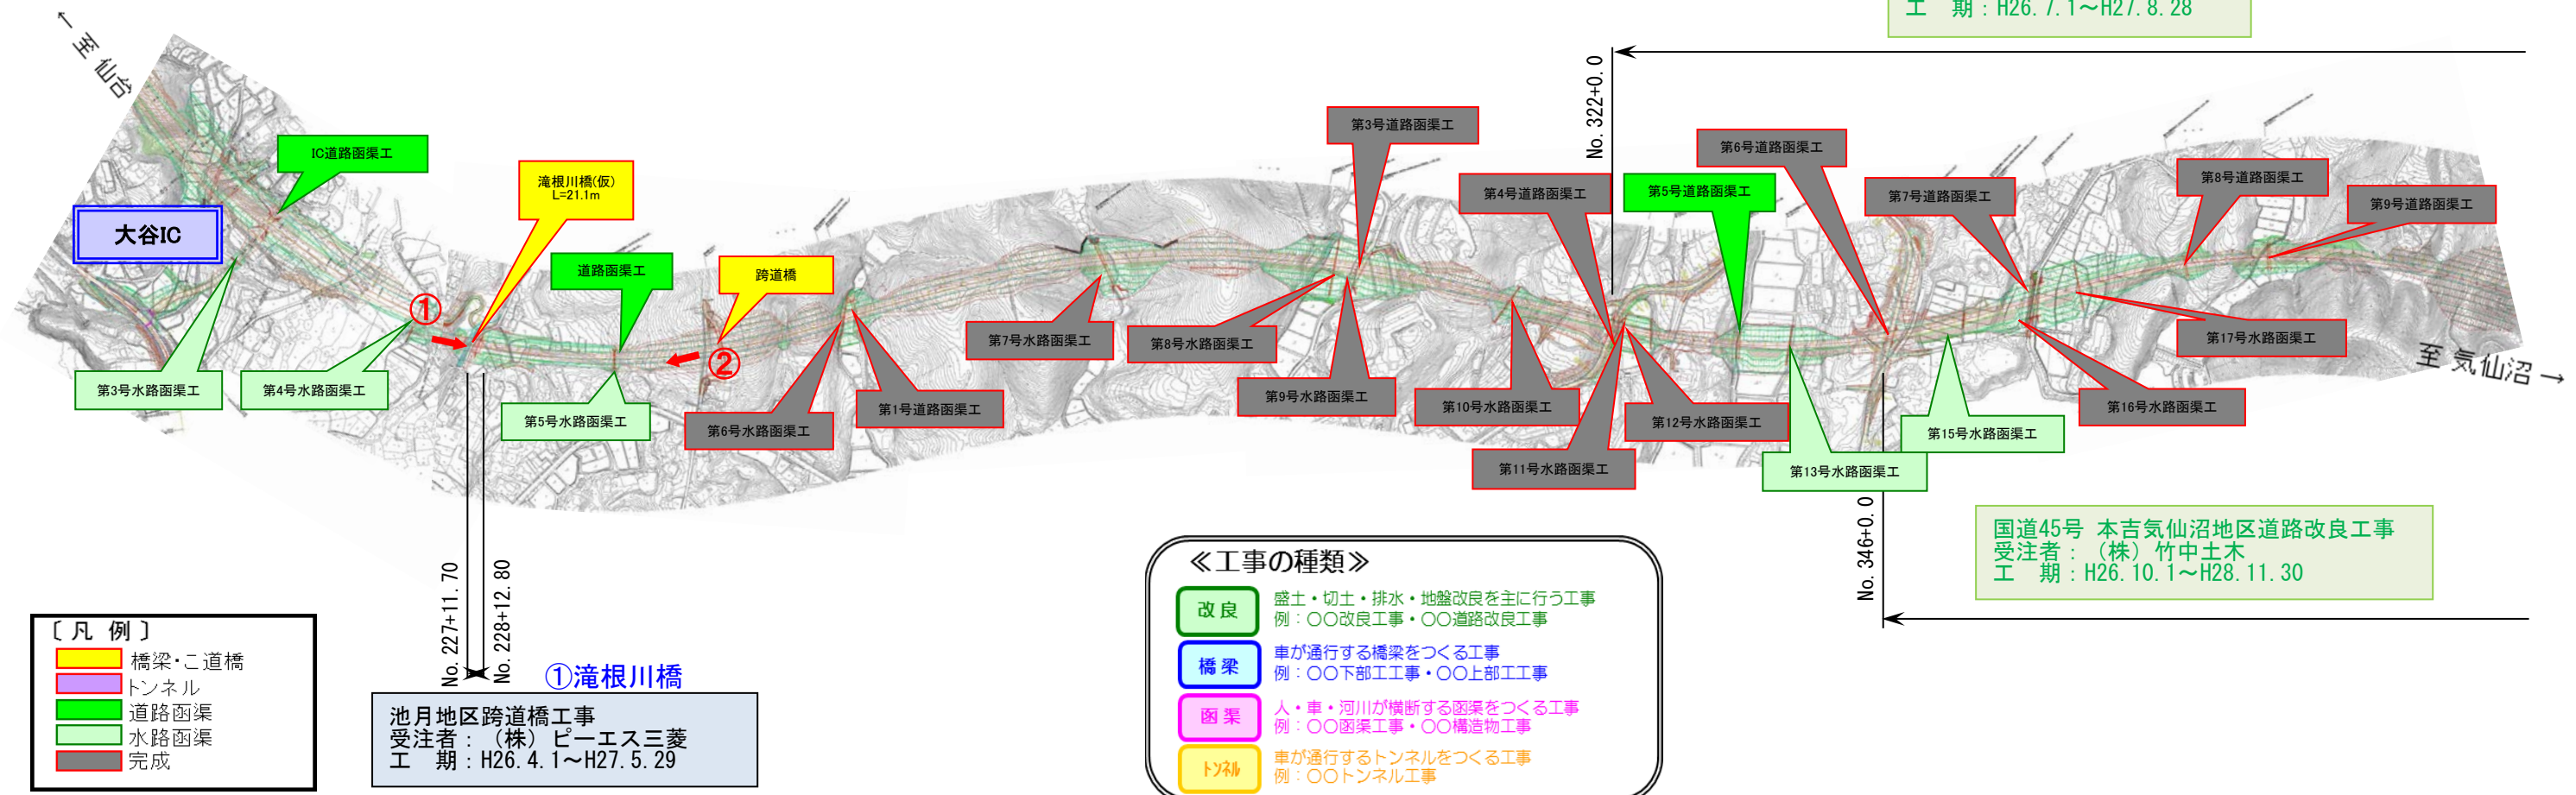 工　期：H26.7.1～H27.8.28
←至 仙台
No. 322+0.0
第3号道路函渠工
IC道路函渠工
第6号道路函渠工
滝根川橋(仮)
L=21.1m
第4号道路函渠工
第5号道路函渠工
第7号道路函渠工
第8号道路函渠工
第9号道路函渠工
大谷IC
道路函渠工
跨道橋
①
②
第7号水路函渠工
第8号水路函渠工
第17号水路函渠工
至 気仙沼→
第3号水路函渠工
第4号水路函渠工
第5号水路函渠工
第6号水路函渠工
第1号道路函渠工
第9号水路函渠工
第10号水路函渠工
第12号水路函渠工
第16号水路函渠工
第15号水路函渠工
第11号水路函渠工
第13号水路函渠工
No. 346+0.0
国道45号 本吉気仙沼地区道路改良工事
受注者：（株）竹中土木
工　期：H26.10.1～H28.11.30
No. 227+11.70
No. 228+12.80
①滝根川橋
池月地区跨道橋工事
受注者：（株）ピーエス三菱
工　期：H26.4.1～H27.5.29
〔凡 例〕
橋梁・こ道橋
トンネル
道路函渠
水路函渠
完成
≪工事の種類≫
改良
盛土・切土・排水・地盤改良を主に行う工事
例：〇〇改良工事・〇〇道路改良工事
橋梁
車が通行する橋梁をつくる工事
例：〇〇下部工工事・〇〇上部工工事
函渠
人・車・河川が横断する函渠をつくる工事
例：〇〇函渠工事・〇〇構造物工事
トンネル
車が通行するトンネルをつくる工事
例：〇〇トンネル工事